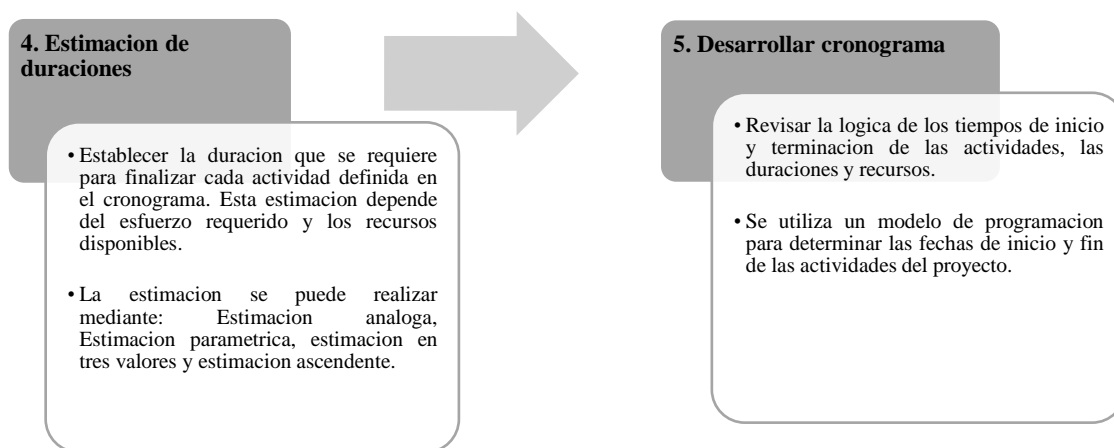 4. Estimacion de
duraciones
• Establecer la duracion que se requiere
para finalizar cada actividad definida en
el cronograma. Esta estimacion depende
del esfuerzo requerido y los recursos
disponibles.
• La estimacion se puede realizar
mediante: Estimacion analoga,
Estimacion parametrica, estimacion en
tres valores y estimacion ascendente.
5. Desarrollar cronograma
• Revisar la logica de los tiempos de inicio
y terminacion de las actividades, las
duraciones y recursos.
• Se utiliza un modelo de programacion
para determinar las fechas de inicio y fin
de las actividades del proyecto.